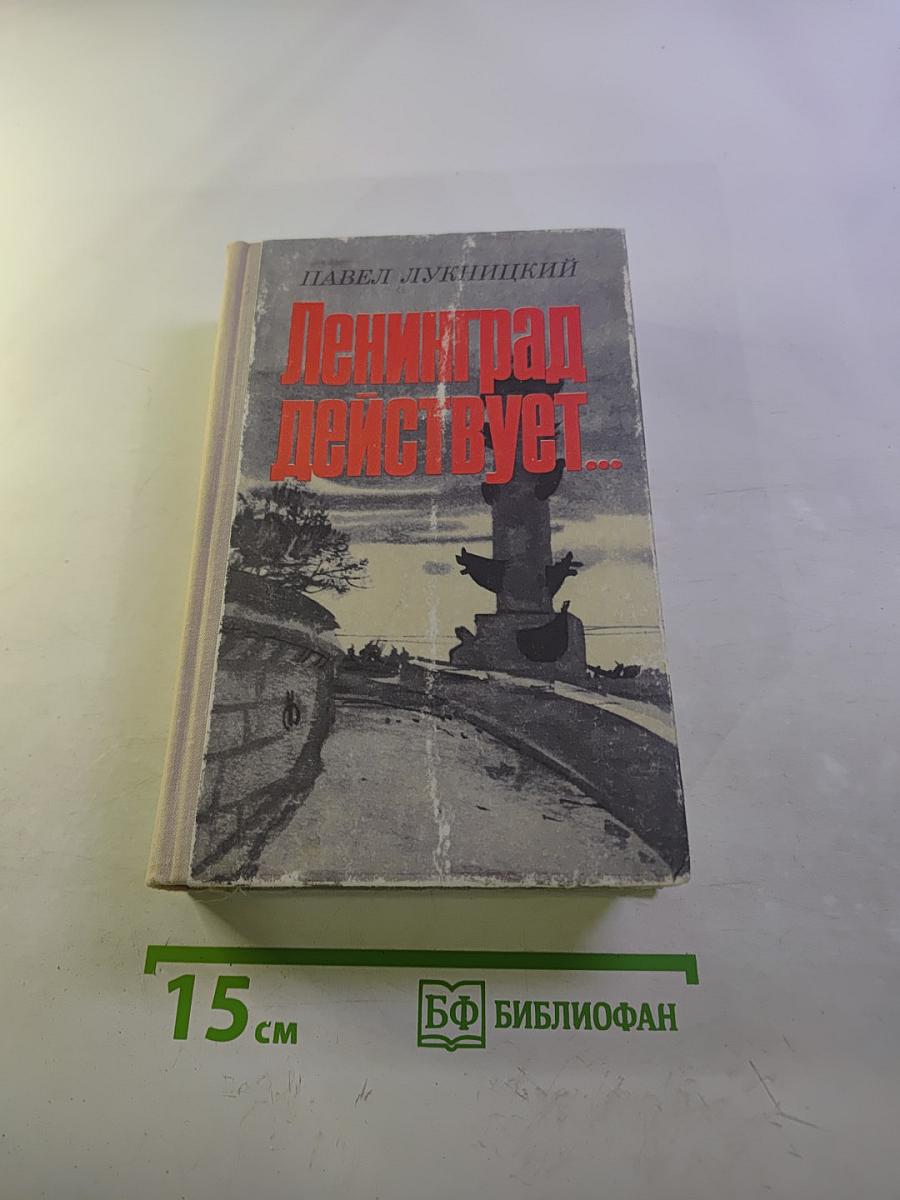 ПАВЕЛ ЛУКНИЦКИЙ
Ленинград
действует...
15 см
БФ БИБЛИОФАН